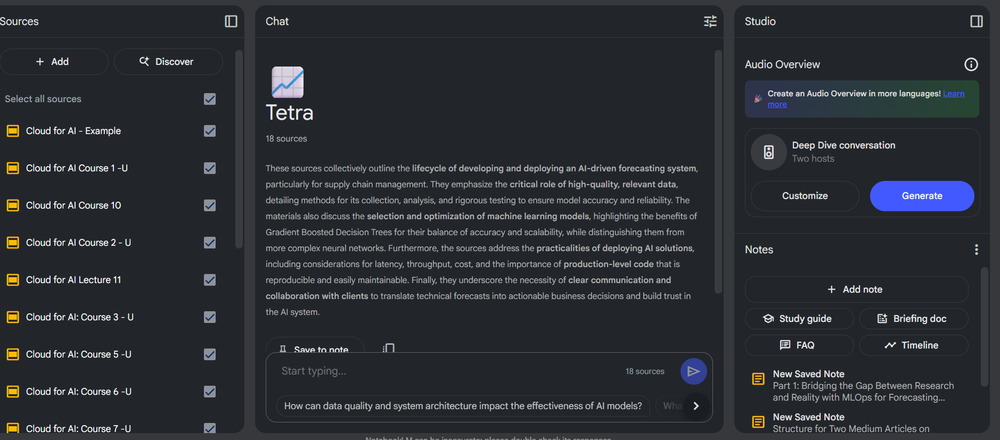 Sources
Add
Discover
Select all sources
Cloud for AI - Example
Cloud for AI Course 1 -U
Cloud for AI Course 10
Cloud for AI Course 2 - U
Cloud for AI Lecture 11
Cloud for AI: Course 3 - U
Cloud for AI: Course 5 -U
Cloud for AI: Course 6 -U
Cloud for AI: Course 7 -U
Chat
Tetra
18 sources
These sources collectively outline the lifecycle of developing and deploying an AI-driven forecasting system,
particularly for supply chain management. They emphasize the critical role of high-quality, relevant data,
detailing methods for its collection, analysis, and rigorous testing to ensure model accuracy and reliability. The
materials also discuss the selection and optimization of machine learning models, highlighting the benefits of
Gradient Boosted Decision Trees for their balance of accuracy and scalability, while distinguishing them from
more complex neural networks. Furthermore, the sources address the practicalities of deploying AI solutions,
including considerations for latency, throughput, cost, and the importance of production-level code that is
reproducible and easily maintainable. Finally, they underscore the necessity of clear communication and
collaboration with clients to translate technical forecasts into actionable business decisions and build trust in
the AI system.
Save to note
Start typing...
18 sources
How can data quality and system architecture impact the effectiveness of AI models?
Wha
NotebookLM can be inaccurate; please double check its responses.
Studio
Audio Overview
Create an Audio Overview in more languages! Learn
more
Deep Dive conversation
Two hosts
Customize
Generate
Notes
Add note
Study guide
Briefing doc
FAQ
Timeline
New Saved Note
Part 1: Bridging the Gap Between Research
and Reality with MLOps for Forecasting...
New Saved Note
Structure for Two Medium Articles on